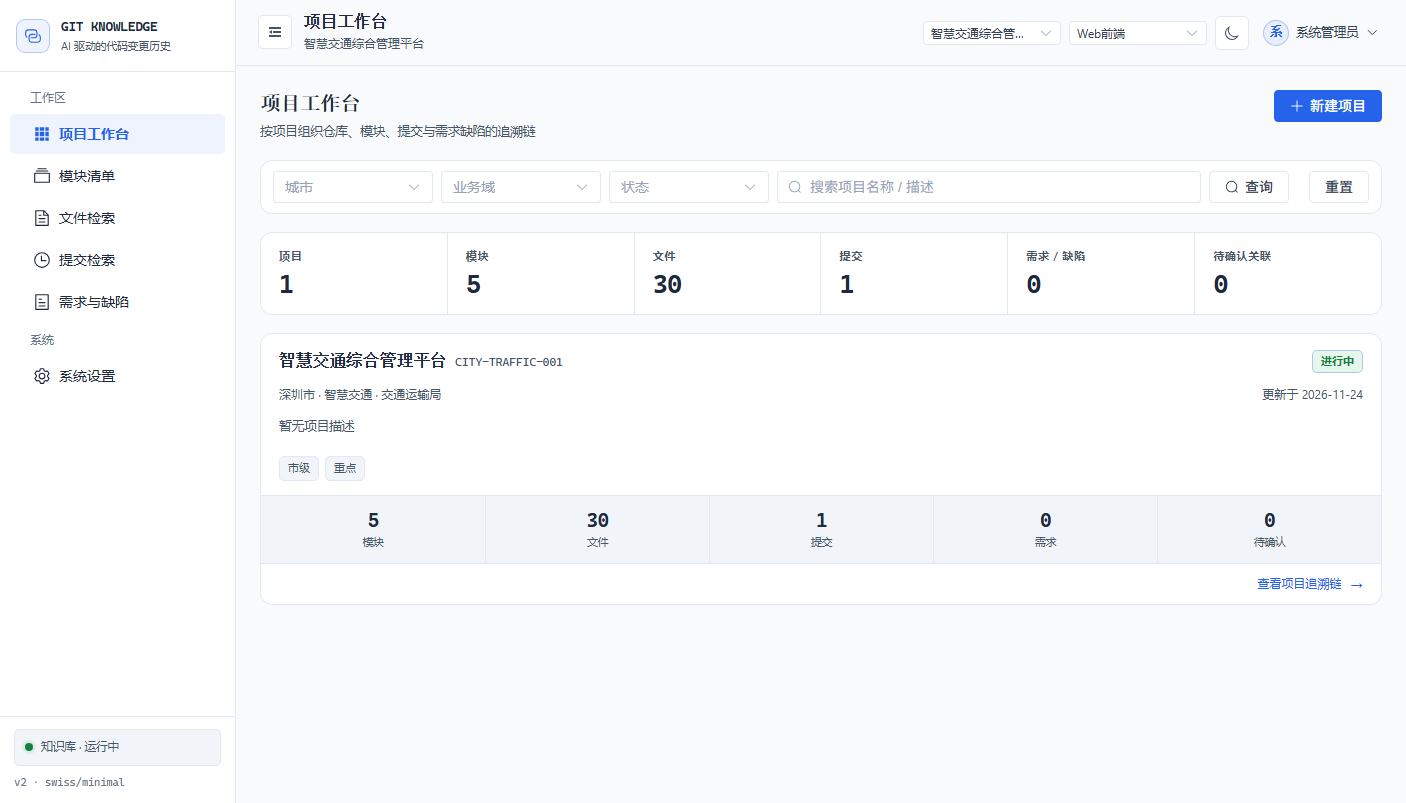 GIT KNOWLEDGE
AI 驱动的代码变更历史
工作区
项目工作台
模块清单
文件检索
提交检索
需求与缺陷
系统
系统设置
知识库 · 运行中
v2 · swiss/minimal
项目工作台
智慧交通综合管理平台
智慧交通综合管...
Web前端
系
系统管理员
项目工作台
按项目组织仓库、模块、提交与需求缺陷的追溯链
新建项目
城市
业务域
状态
搜索项目名称 / 描述
查询
重置
项目
1
模块
5
文件
30
提交
1
需求 / 缺陷
0
待确认关联
0
智慧交通综合管理平台 CITY-TRAFFIC-001
进行中
深圳市 · 智慧交通 · 交通运输局
更新于 2026-11-24
暂无项目描述
市级
重点
5
模块
30
文件
1
提交
0
需求
0
待确认
查看项目追溯链 →